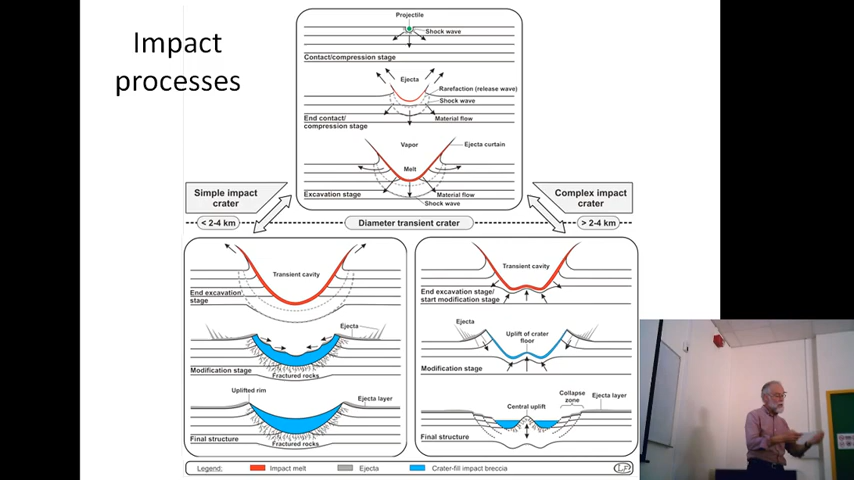 Impact
processes
Projectile
Shock wave
Contact/compression stage
Ejecta
Rarefaction (release wave)
Shock wave
Material flow
End contact/
compression stage
Vapor
Ejecta curtain
Melt
Material flow
Excavation stage
Shock wave
Simple impact
crater
Complex impact
crater
< 2-4 km
Diameter transient crater
> 2-4 km
Transient cavity
End excavation
stage
Ejecta
Modification stage
Fractured rocks
Uplifted rim
Ejecta layer
Final structure
Fractured rocks
Transient cavity
End excavation stage/
start modification stage
Ejecta
Uplift of crater
floor
Modification stage
Collapse
zone
Ejecta layer
Central uplift
Final structure
Legend:
Impact melt
Ejecta
Crater-fill impact breccia